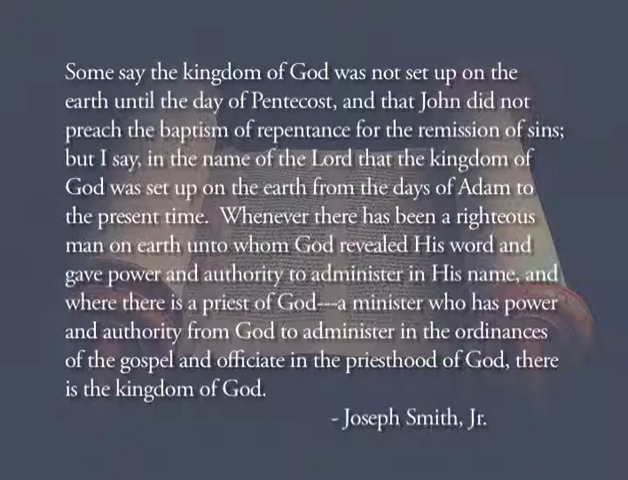 Some say the kingdom of God was not set up on the
earth until the day of Pentecost, and that John did not
preach the baptism of repentance for the remission of sins;
but I say, in the name of the Lord that the kingdom of
God was set up on the earth from the days of Adam to
the present time.  Whenever there has been a righteous
man on earth unto whom God revealed His word and
gave power and authority to administer in His name, and
where there is a priest of God---a minister who has power
and authority from God to administer in the ordinances
of the gospel and officiate in the priesthood of God, there
is the kingdom of God.
- Joseph Smith, Jr.